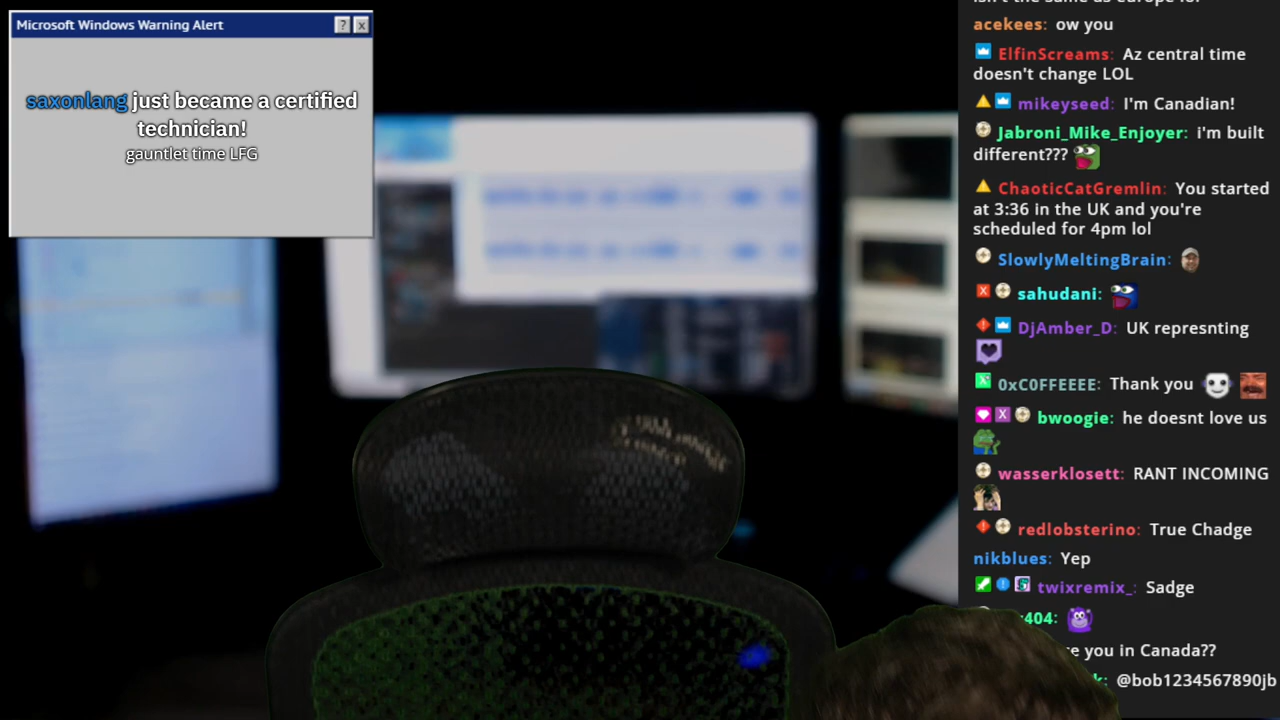 Microsoft Windows Warning Alert
saxonlang just became a certified
technician!
gauntlet time LFG
acekees: ow you
ElfinScreams: Az central time
doesn't change LOL
mikeyseed: I'm Canadian!
Jabroni_Mike_Enjoyer: i'm built
different???
ChaoticCatGremlin: You started
at 3:36 in the UK and you're
scheduled for 4pm lol
SlowlyMeltingBrain:
sahudani:
DjAmber_D: UK represnting
0xC0FFEEEE: Thank you
bwoogie: he doesnt love us
wasserklosett: RANT INCOMING
redlobsterino: True Chadge
nikblues: Yep
twixremix_: Sadge
404:
you in Canada??
@bob1234567890jb